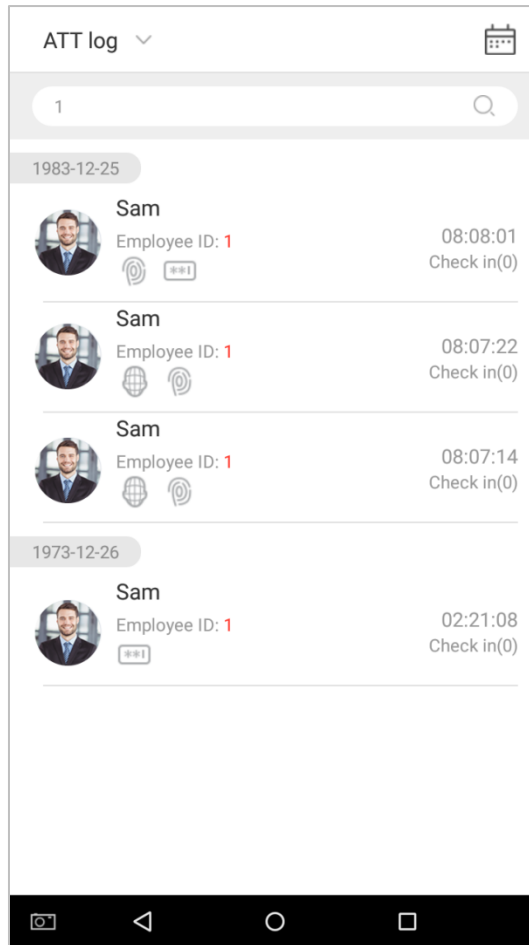 ATT log
1
1983-12-25
Sam
Employee ID: 1
08:08:01
Check in(0)
**I
Sam
Employee ID: 1
08:07:22
Check in(0)
Sam
Employee ID: 1
08:07:14
Check in(0)
1973-12-26
Sam
Employee ID: 1
02:21:08
Check in(0)
**I